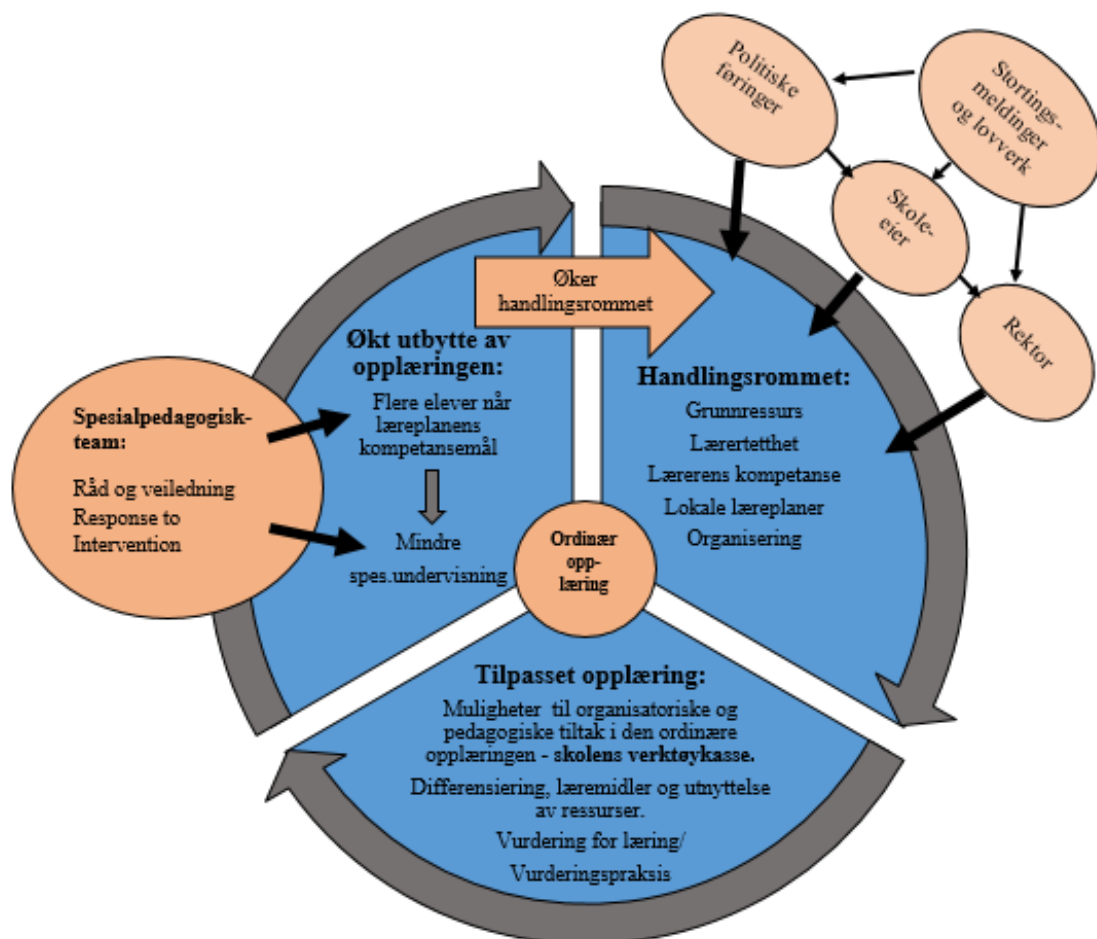 Politiske
føringer
Stortings-
meldinger
og lovverk
Skole-
eier
Rektor
Øker
handlingsrommet
Økt utbytte av
opplæringen:
Flere elever når
læreplanens
kompetansemål
Mindre
spes.undervisning
Spesialpedagogisk-
team:
Råd og veiledning
Response to
Intervention
Handlingsrommet:
Grunnressurs
Lærertetthet
Lærerens kompetanse
Lokale læreplaner
Organisering
Ordinær
opp-
læring
Tilpasset opplæring:
Muligheter til organisatoriske og
pedagogiske tiltak i den ordinære
opplæringen - skolens verktøykasse.
Differensiering, læremidler og utnyttelse
av ressurser.
Vurdering for læring/
Vurderingspraksis